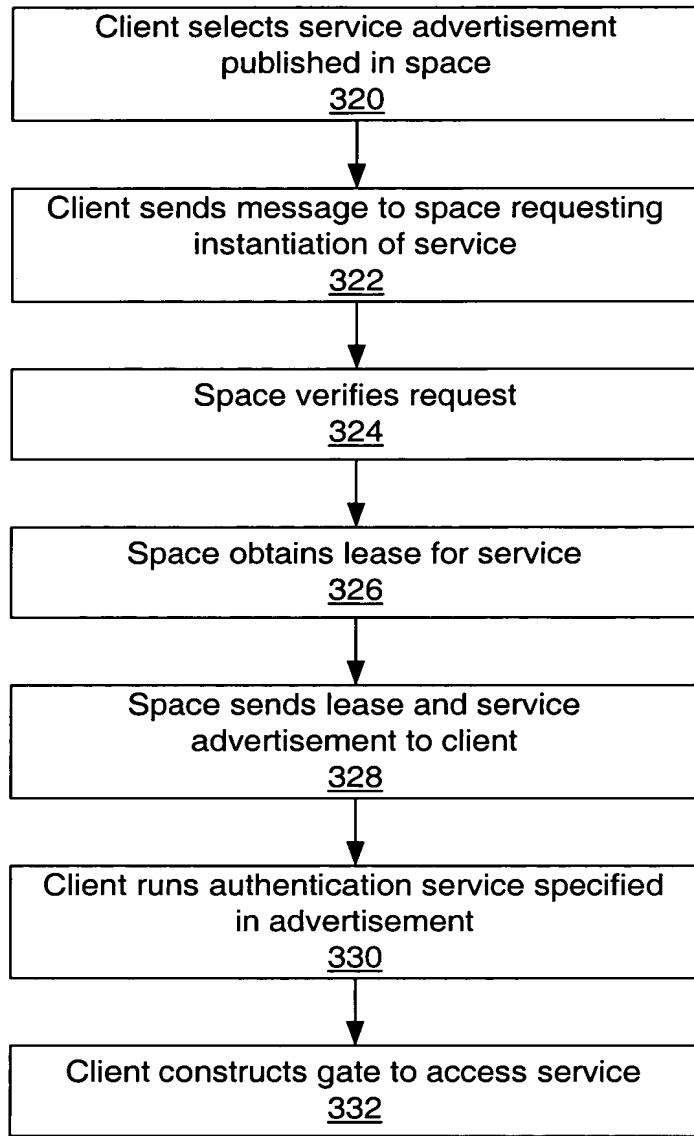 Client selects service advertisement
published in space
320
Client sends message to space requesting
instantiation of service
322
Space verifies request
324
Space obtains lease for service
326
Space sends lease and service
advertisement to client
328
Client runs authentication service specified
in advertisement
330
Client constructs gate to access service
332